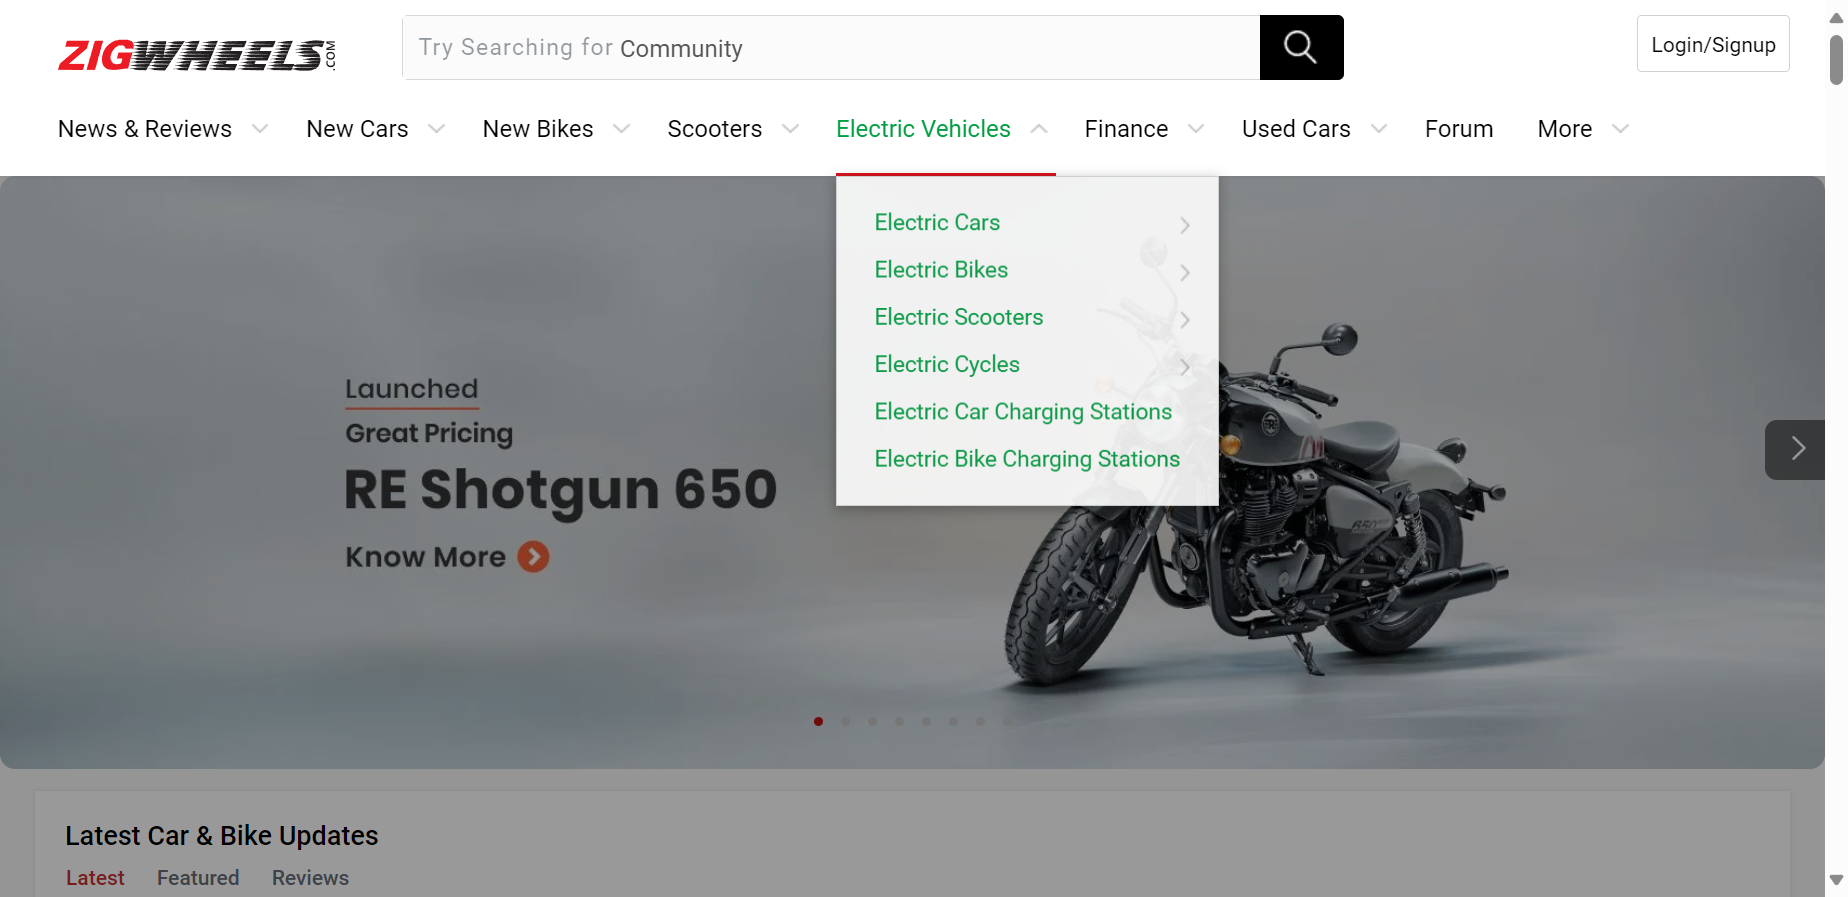 ZIGWHEELS.COM
Try Searching for Community
Login/Signup
News & Reviews
New Cars
New Bikes
Scooters
Electric Vehicles
Finance
Used Cars
Forum
More
Electric Cars
Electric Bikes
Electric Scooters
Electric Cycles
Electric Car Charging Stations
Electric Bike Charging Stations
Launched
Great Pricing
RE Shotgun 650
Know More
650
Latest Car & Bike Updates
Latest
Featured
Reviews